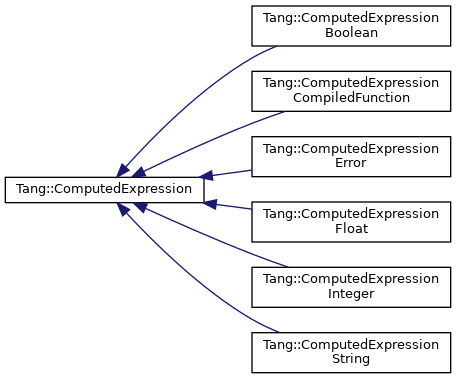 Tang::ComputedExpression
Boolean
Tang::ComputedExpression
CompiledFunction
Tang::ComputedExpression
Error
Tang::ComputedExpression
Tang::ComputedExpression
Float
Tang::ComputedExpression
Integer
Tang::ComputedExpression
String